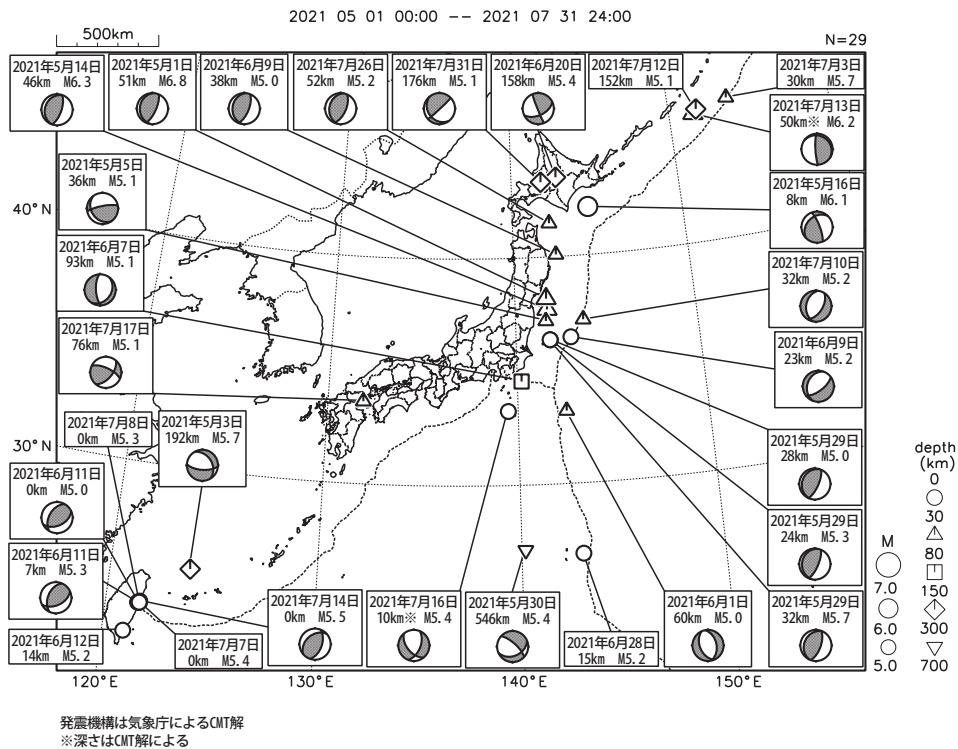 2021 05 01 00:00 -- 2021 07 31 24:00
500km
N=29
2021年5月14日
46km M6.3
2021年5月1日
51km M6.8
2021年6月9日
38km M5.0
2021年7月26日
52km M5.2
2021年7月31日
176km M5.1
2021年6月20日
158km M5.4
2021年7月12日
152km M5.1
2021年7月3日
30km M5.7
2021年7月13日
50km※ M6.2
2021年5月5日
36km M5.1
2021年5月16日
8km M6.1
40°N
2021年6月7日
93km M5.1
2021年7月10日
32km M5.2
2021年7月17日
76km M5.1
2021年6月9日
23km M5.2
2021年7月8日
0km M5.3
2021年5月3日
192km M5.7
30°N
2021年5月29日
28km M5.0
2021年6月11日
0km M5.0
2021年5月29日
24km M5.3
2021年6月11日
7km M5.3
2021年6月12日
14km M5.2
2021年7月7日
0km M5.4
2021年7月14日
0km M5.5
2021年7月16日
10km※ M5.4
2021年5月30日
546km M5.4
2021年6月28日
15km M5.2
2021年6月1日
60km M5.0
2021年5月29日
32km M5.7
120°E
130°E
140°E
150°E
M
7.0
6.0
5.0
depth
(km)
0
30
80
150
300
700
発震機構は気象庁によるCMT解
※深さはCMT解による